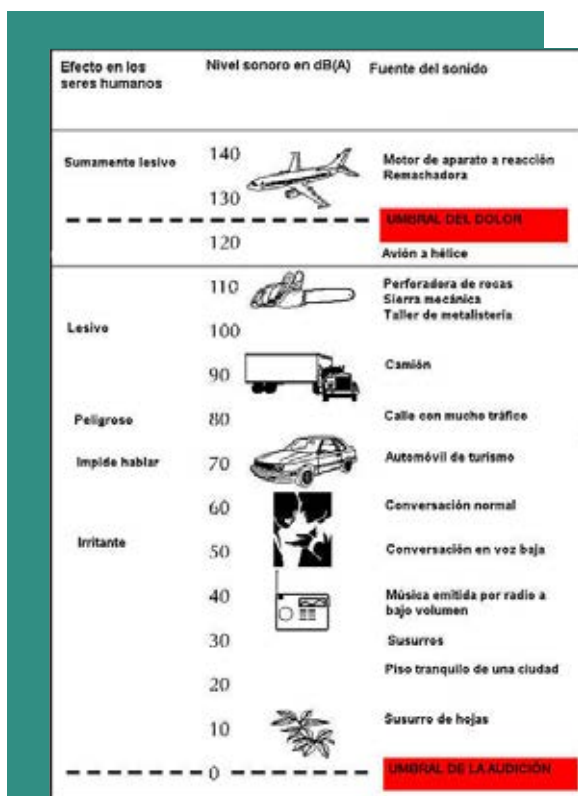 Efecto en los
seres humanos
Nivel sonoro en dB(A)
Fuente del sonido
Sumamente lesivo
140
Motor de aparato a reacción
Remachadora
130
UMBRAL DEL DOLOR
120
Avión a hélice
110
Perforadora de rocas
Sierra mecánica
Taller de metalistería
Lesivo
100
90
Camión
Peligroso
80
Calle con mucho tráfico
Impide hablar
70
Automóvil de turismo
60
Conversación normal
Irritante
50
Conversación en voz baja
40
Música emitida por radio a
bajo volumen
30
Susurros
20
Piso tranquilo de una ciudad
10
Susurro de hojas
0
UMBRAL DE LA AUDICIÓN